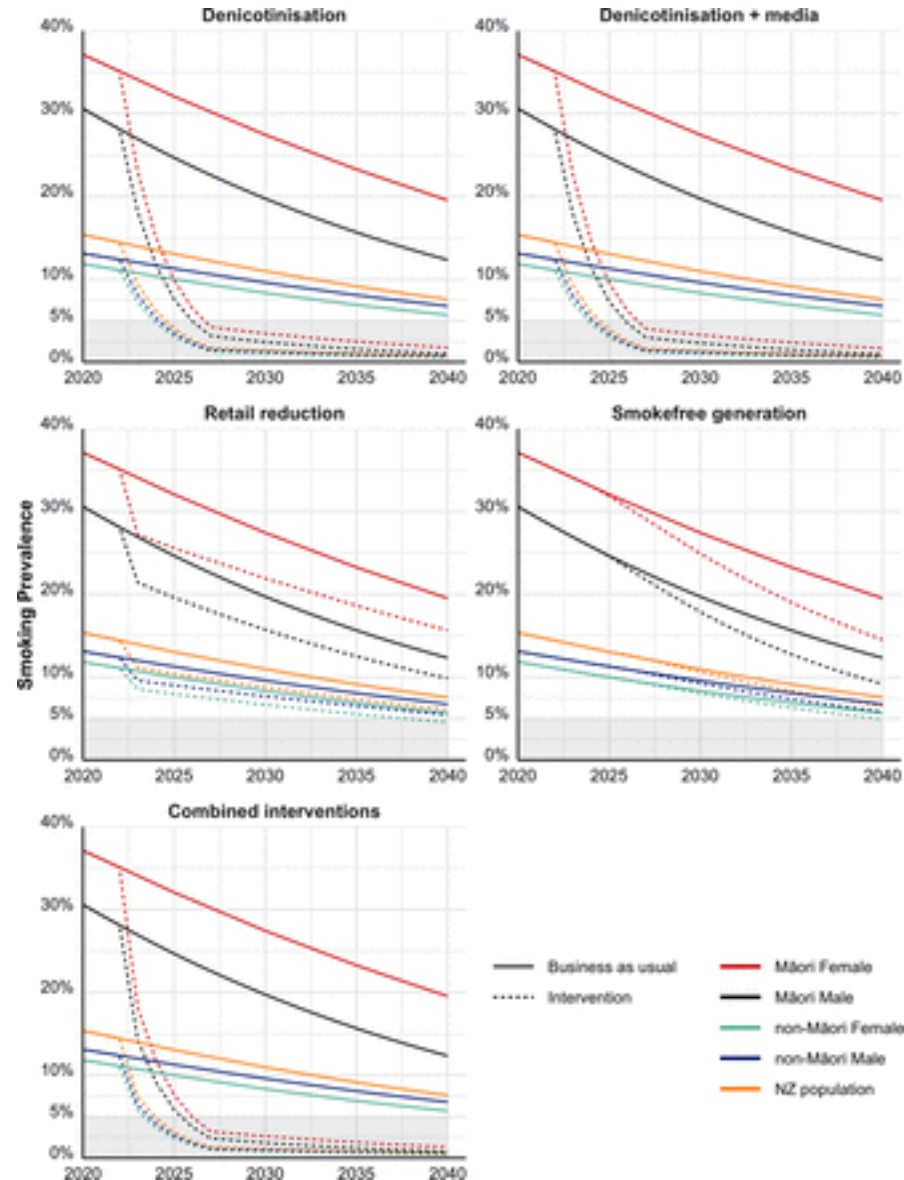 Denicotinisation
40%
30%
20%
10%
5%
0%
2020 2025 2030 2035 2040
Denicotinisation + media
40%
30%
20%
10%
5%
0%
2020 2025 2030 2035 2040
Smoking Prevalence
Retail reduction
40%
30%
20%
10%
5%
0%
2020 2025 2030 2035 2040
Smokefree generation
40%
30%
20%
10%
5%
0%
2020 2025 2030 2035 2040
Combined interventions
40%
30%
20%
10%
5%
0%
2020 2025 2030 2035 2040
Business as usual
Intervention
Māori Female
Māori Male
non-Māori Female
non-Māori Male
NZ population